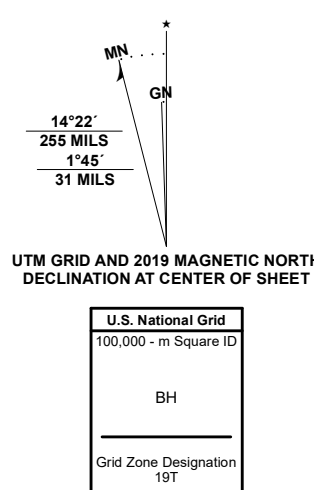 ★
MN
GN
14°22´
255 MILS
1°45´
31 MILS
UTM GRID AND 2019 MAGNETIC NORTH
DECLINATION AT CENTER OF SHEET
U.S. National Grid
100,000 - m Square ID
BH
Grid Zone Designation
19T